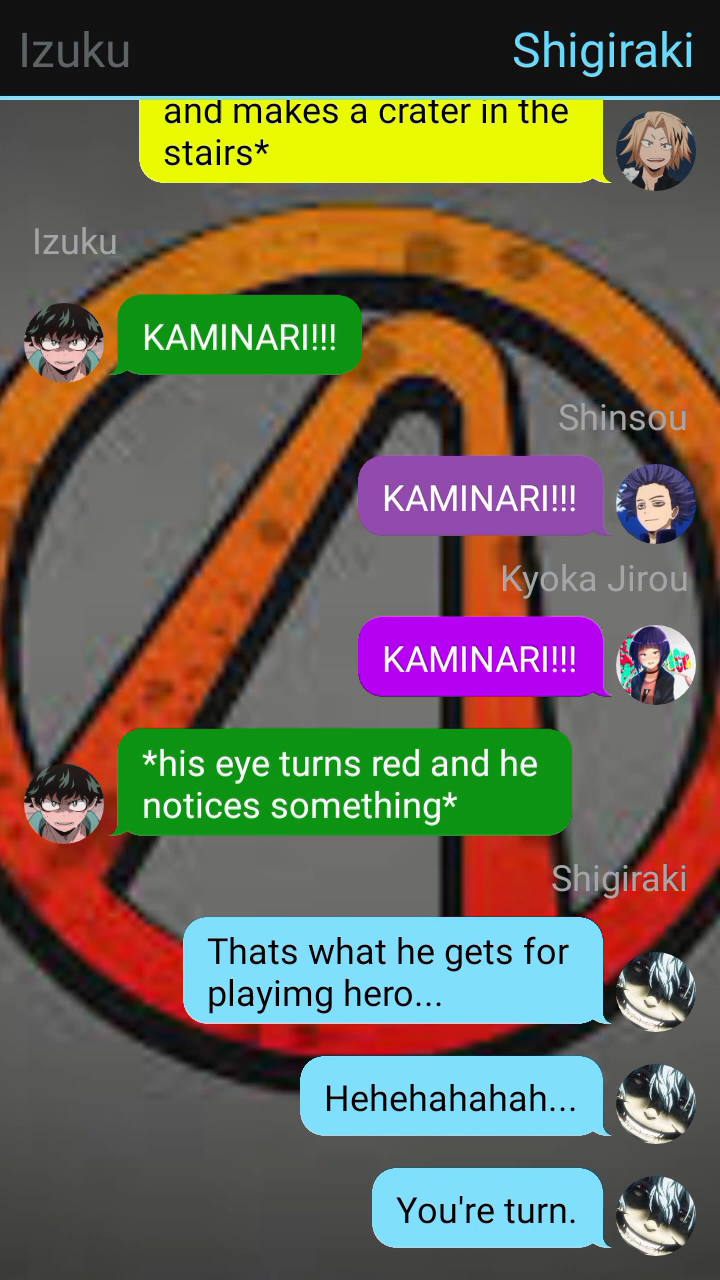 Izuku
Shigiraki
and makes a crater in the
stairs*
Izuku
KAMINARI!!!
Shinsou
KAMINARI!!!
Kyoka Jirou
KAMINARI!!!
*his eye turns red and he
notices something*
Shigiraki
Thats what he gets for
playimg hero...
Hehehahahah...
You're turn.